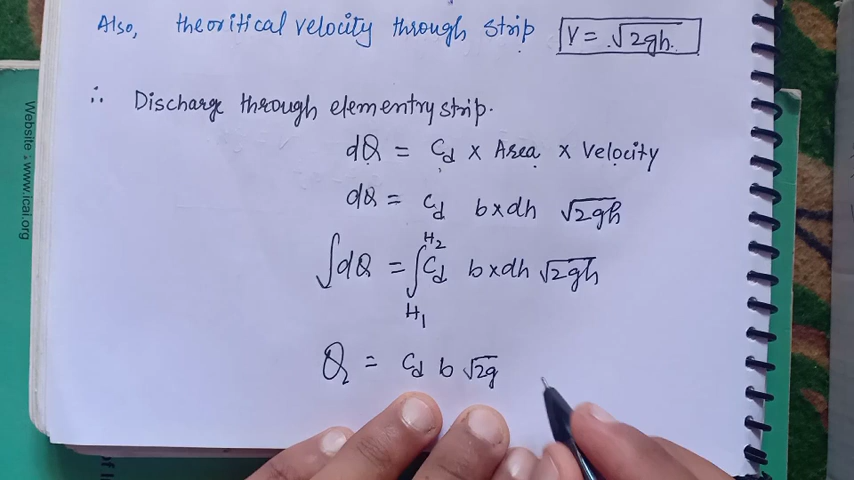 Also, theoritical velocity through strip V = √2gh.
∴ Discharge through elementry strip.
dQ = Cd × Area × Velocity
dQ = Cd b×dh √2gh
∫dQ = ∫H1^H2 Cd b×dh √2gh
Q2 = Cd b √2g
Website : www.icai.org